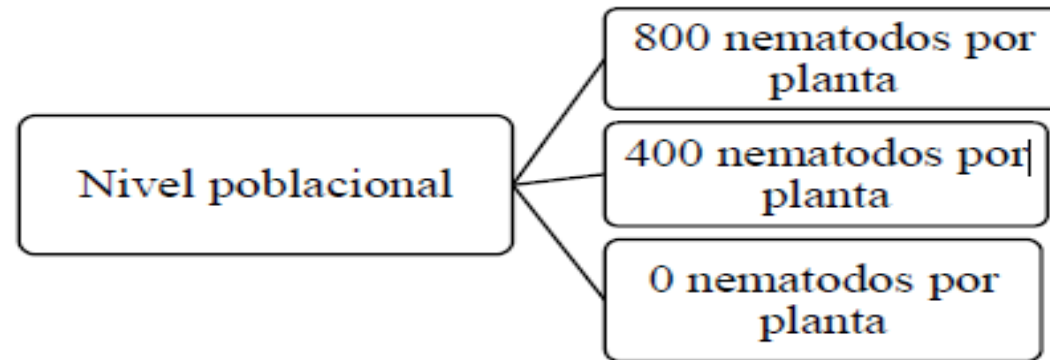 Nivel poblacional
800 nematodos por
planta
400 nematodos por
planta
0 nematodos por
planta